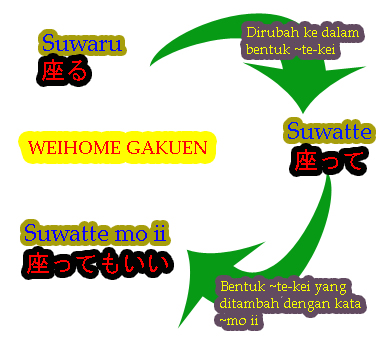 Suwaru
座る
Dirubah ke dalam
bentuk ~te-kei
Suwatte
座って
WEIHOME GAKUEN
Suwatte mo ii
座ってもいい
Bentuk ~te-kei yang
ditambah dengan kata
~mo ii